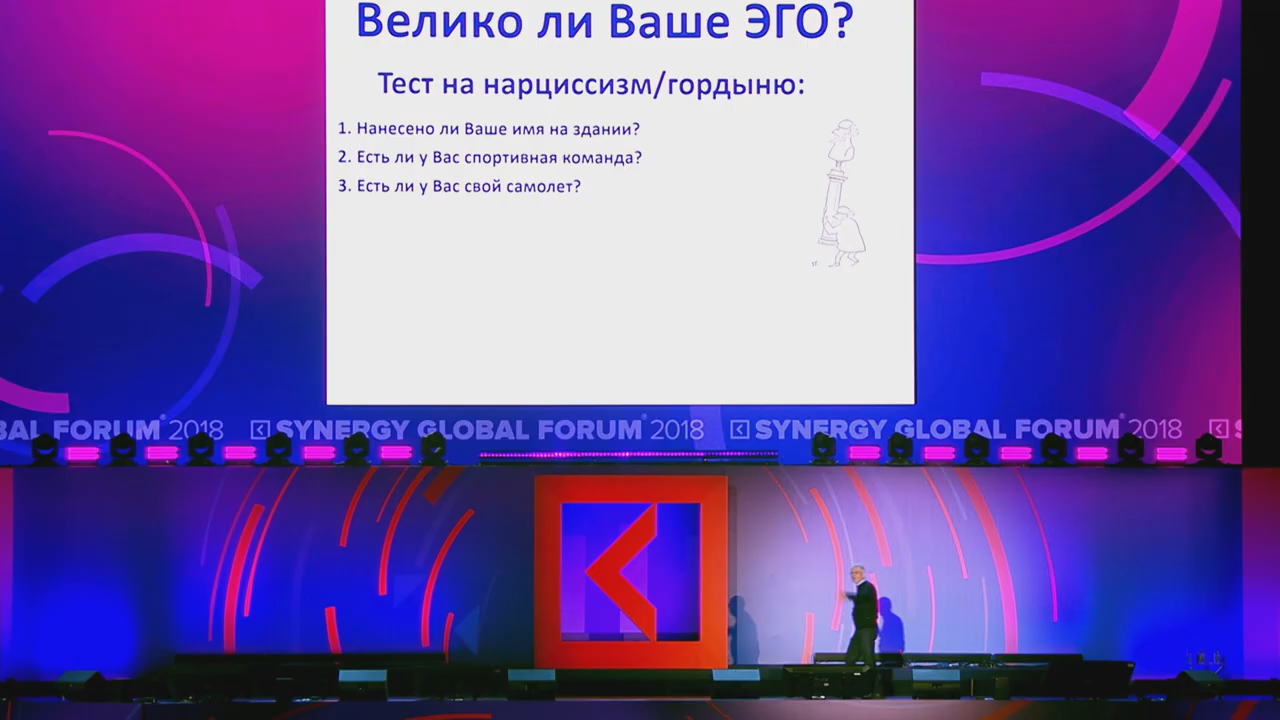 Велико ли Ваше ЭГО?
Тест на нарциссизм/гордыню:
1. Нанесено ли Ваше имя на здании?
2. Есть ли у Вас спортивная команда?
3. Есть ли у Вас свой самолет?
BAL FORUM® 2018 SYNERGY GLOBAL FORUM® 2018 SYNERGY GLOBAL FORUM® 2018 S